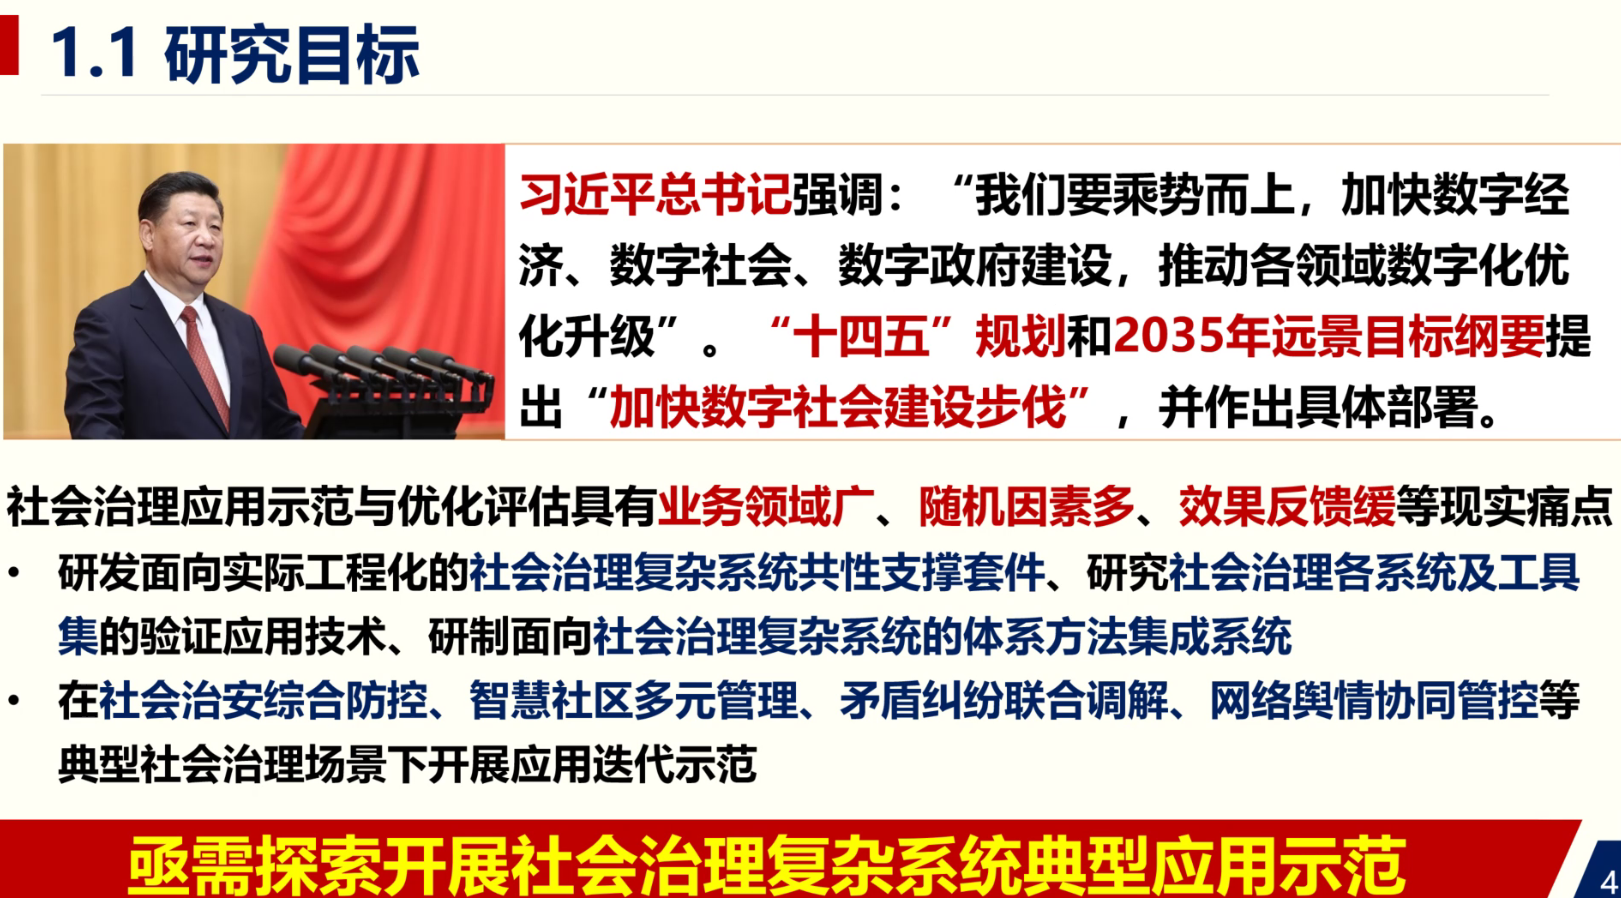 1.1 研究目标
习近平总书记强调：“我们要乘势而上，加快数字经
济、数字社会、数字政府建设，推动各领域数字化优
化升级”。“十四五”规划和2035年远景目标纲要提
出“加快数字社会建设步伐”，并作出具体部署。
社会治理应用示范与优化评估具有业务领域广、随机因素多、效果反馈缓等现实痛点
• 研发面向实际工程化的社会治理复杂系统共性支撑套件、研究社会治理各系统及工具
集的验证应用技术、研制面向社会治理复杂系统的体系方法集成系统
• 在社会治安综合防控、智慧社区多元管理、矛盾纠纷联合调解、网络舆情协同管控等
典型社会治理场景下开展应用迭代示范
亟需探索开展社会治理复杂系统典型应用示范
4